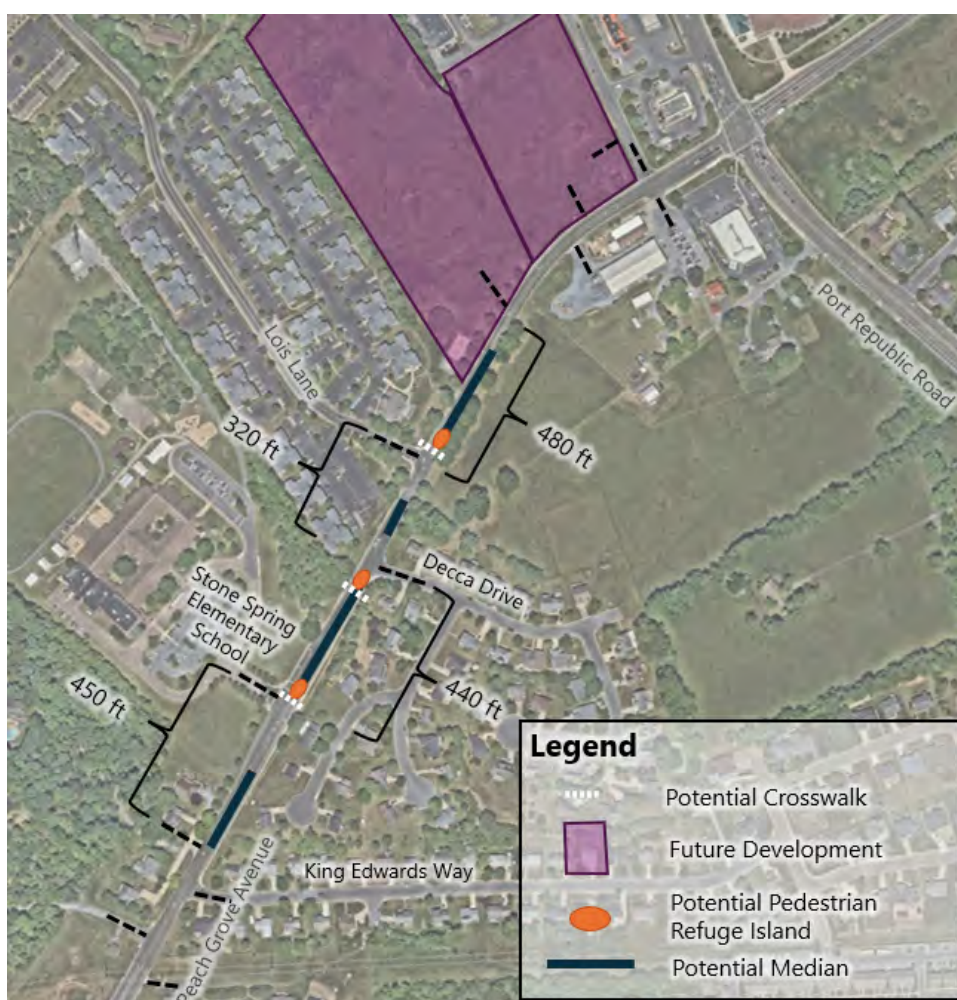 Port Republic Road
Lois Lane
320 ft
480 ft
Decca Drive
Stone Spring
Elementary
School
450 ft
440 ft
King Edwards Way
Peach Grove Avenue
Legend
Potential Crosswalk
Future Development
Potential Pedestrian
Refuge Island
Potential Median